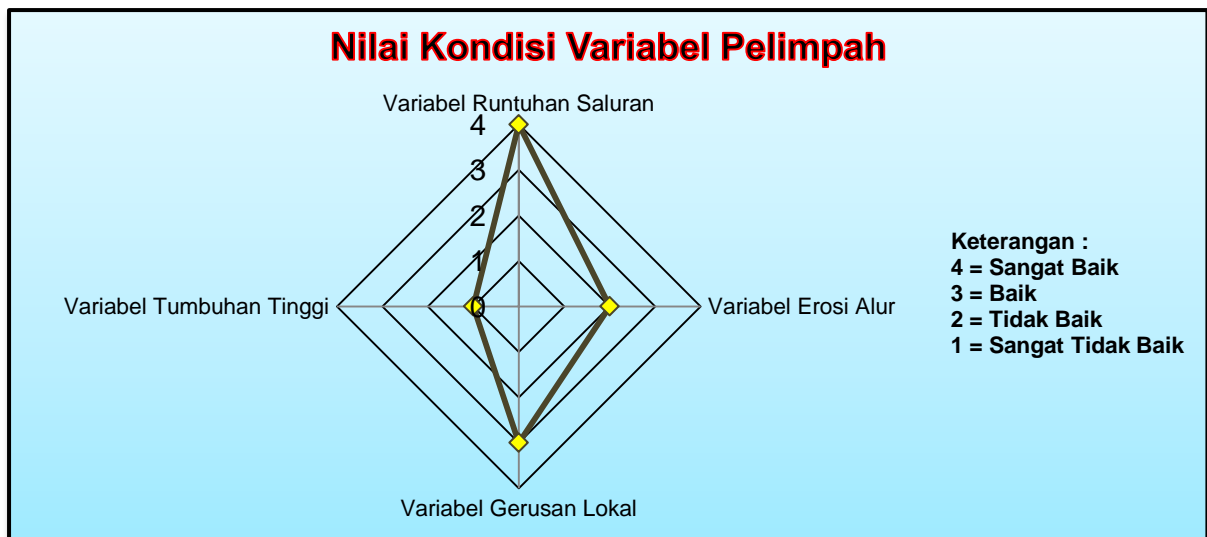 Nilai Kondisi Variabel Pelimpah
Variabel Runtuhan Saluran
4
3
2
1
0
Variabel Tumbuhan Tinggi
Variabel Erosi Alur
Variabel Gerusan Lokal
Keterangan :
4 = Sangat Baik
3 = Baik
2 = Tidak Baik
1 = Sangat Tidak Baik